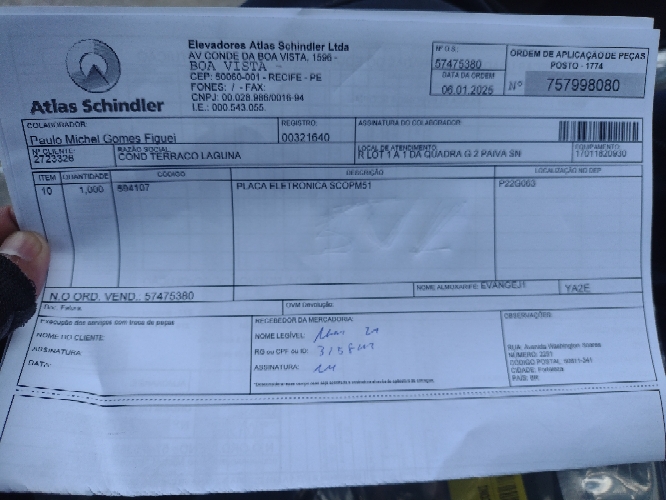 Atlas Schindler
Elevadores Atlas Schindler Ltda
AV CONDE DA BOA VISTA, 1596 -
BOA VISTA -
CEP: 50060-001 - RECIFE - PE
FONES: / - FAX:
CNPJ: 00.028.986/0016-94
I.E.: 000.543.055.
Nº O.S.:
57475380
DATA DA ORDEM
06.01.2025
ORDEM DE APLICAÇÃO DE PEÇAS
POSTO - 1774
Nº 757998080
COLABORADOR:
Paulo Michel Gomes Figuei
REGISTRO:
00321640
ASSINATURA DO COLABORADOR:
Nº CLIENTE:
2723328
RAZÃO SOCIAL
COND TERRACO LAGUNA
LOCAL DE ATENDIMENTO:
R LOT 1 A 1 DA QUADRA G 2 PAIVA SN
EQUIPAMENTO:
17011820930
ITEM QUANTIDADE CÓDIGO DESCRIÇÃO LOCALIZAÇÃO NO DEP
10 1,000 PLACA ELETRONICA SCOPM51 P22G063
N.O ORD. VEND.. 57475380
NOME ALMOXARIFE: EVANGEJ1 YA2E
Doc. Fatura: OVM Devolução:
Execução dos serviços com troca de peças
NOME DO CLIENTE:
ASSINATURA:
DATA:
RECEBEDOR DA MERCADORIA:
NOME LEGÍVEL:
RG ou CPF ou ID:
ASSINATURA:
OBSERVAÇÕES:
RUA: Avenida Washington Soares
CÓDIGO POSTAL:
CIDADE: Fortaleza
PAÍS: BR